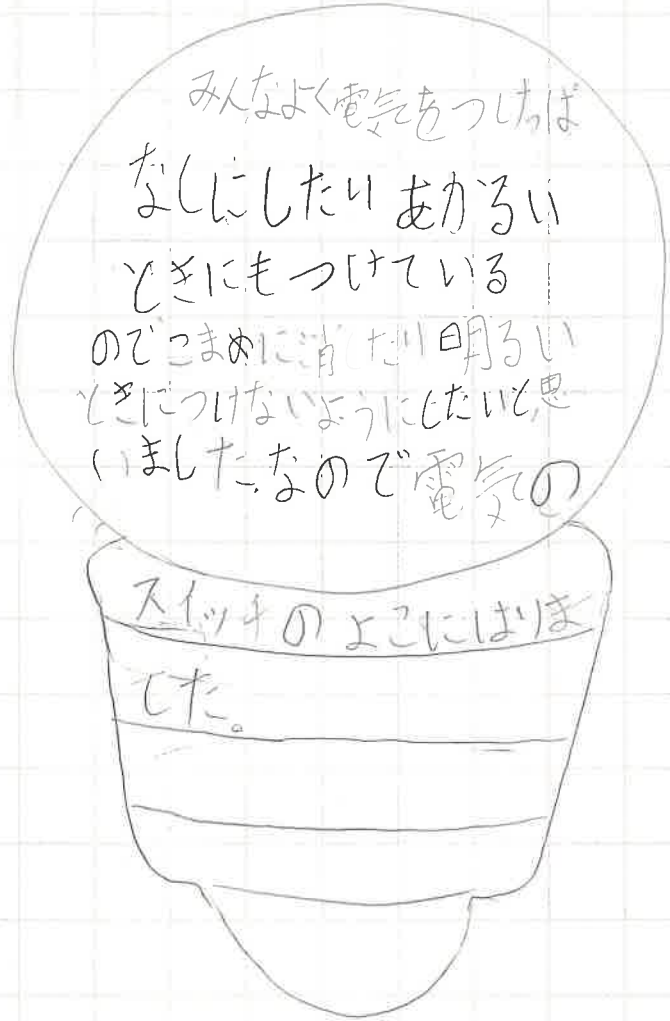 みんなよく電気をつけっぱ
なしにしたり あかるい
ときにもつけている
のでこまめに消したり 明るい
ときにつけないようにしたいと思
いました。なので電気の
スイッチのよこにはりま
した。